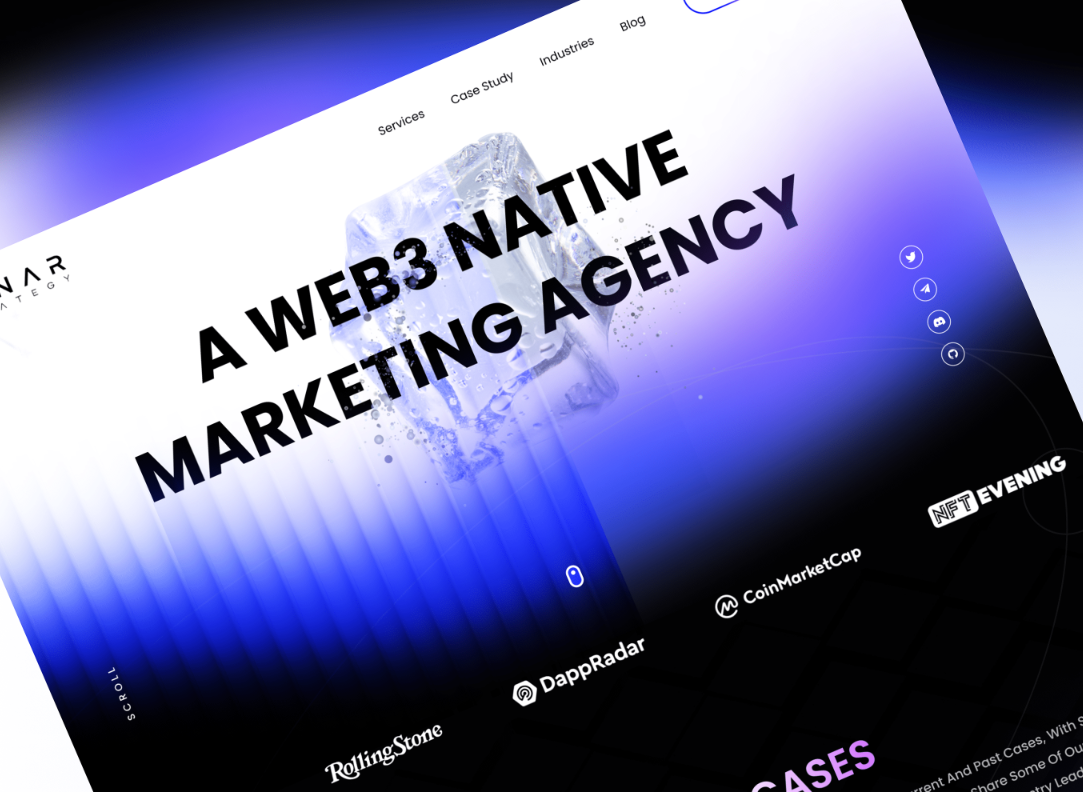 Services
Case Study
Industries
Blog
NAR
ATEGY
A WEB3 NATIVE
MARKETING AGENCY
SCROLL
RollingStone
DappRadar
CoinMarketCap
NFT EVENING
CASES
rrent And Past Cases, With S
Share Some Of Ou
ntry Lead